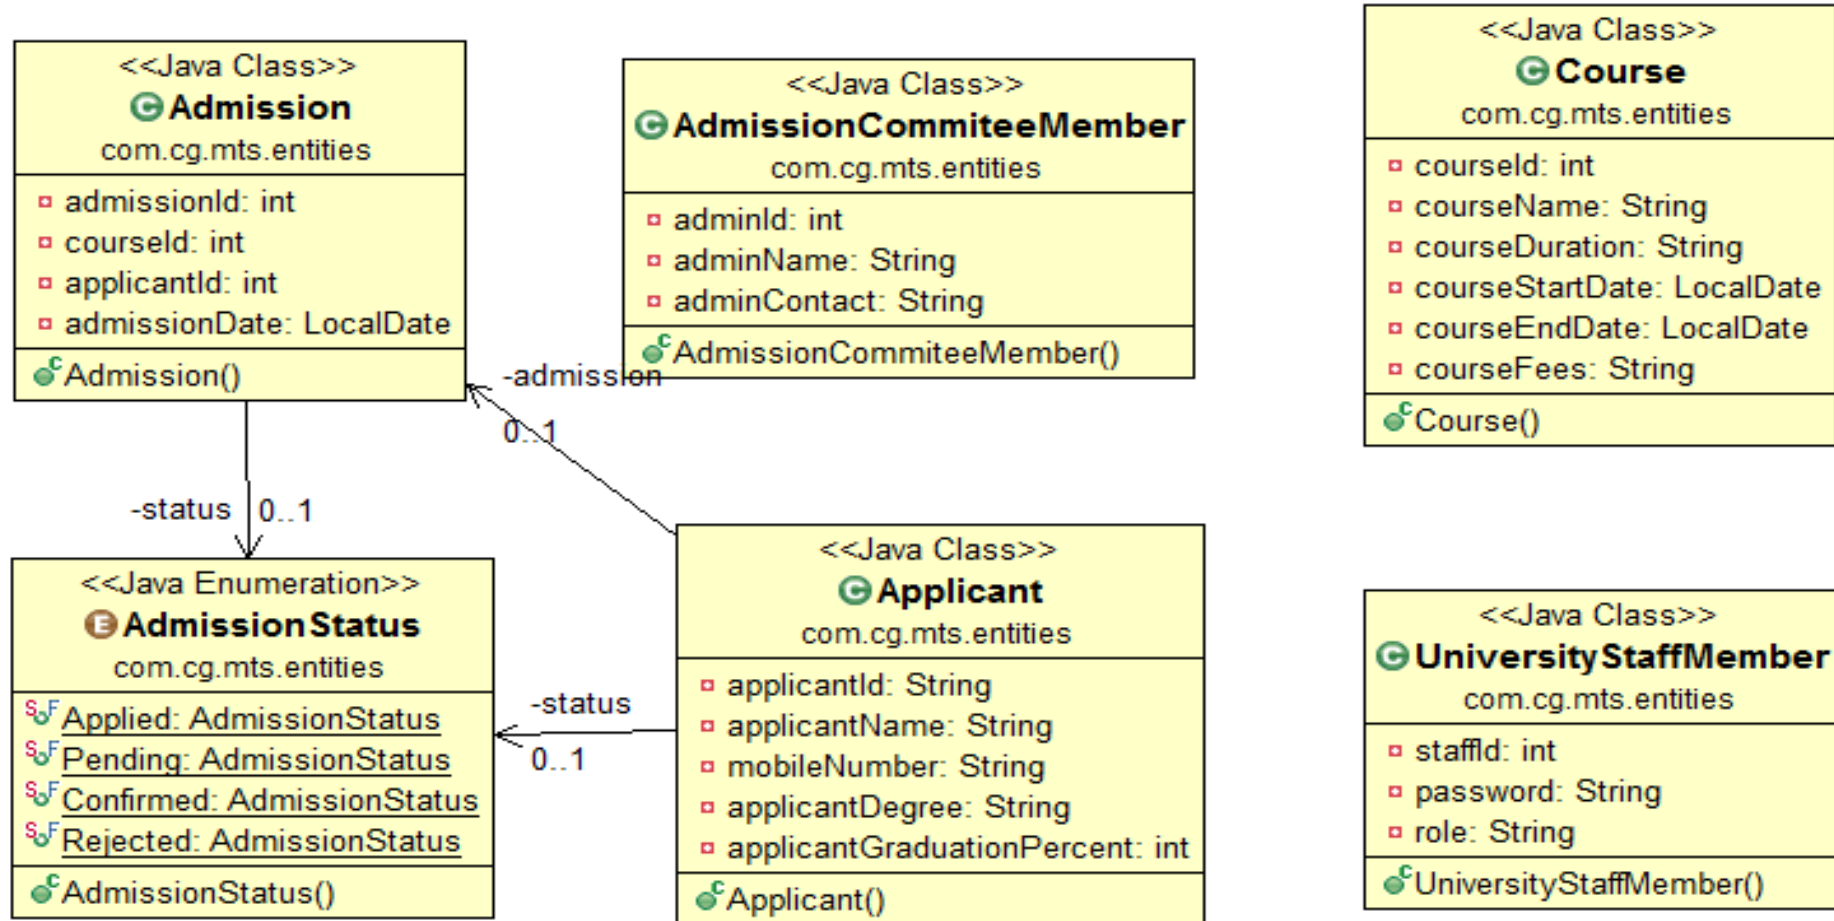 <<Java Class>>
Admission
com.cg.mts.entities
admissionId: int
courseId: int
applicantId: int
admissionDate: LocalDate
Admission()
<<Java Class>>
AdmissionCommiteeMember
com.cg.mts.entities
adminId: int
adminName: String
adminContact: String
AdmissionCommiteeMember()
<<Java Class>>
Course
com.cg.mts.entities
courseId: int
courseName: String
courseDuration: String
courseStartDate: LocalDate
courseEndDate: LocalDate
courseFees: String
Course()
-admission
0..1
-status 0..1
<<Java Enumeration>>
AdmissionStatus
com.cg.mts.entities
Applied: AdmissionStatus
Pending: AdmissionStatus
Confirmed: AdmissionStatus
Rejected: AdmissionStatus
AdmissionStatus()
-status
0..1
<<Java Class>>
Applicant
com.cg.mts.entities
applicantId: String
applicantName: String
mobileNumber: String
applicantDegree: String
applicantGraduationPercent: int
Applicant()
<<Java Class>>
UniversityStaffMember
com.cg.mts.entities
staffId: int
password: String
role: String
UniversityStaffMember()